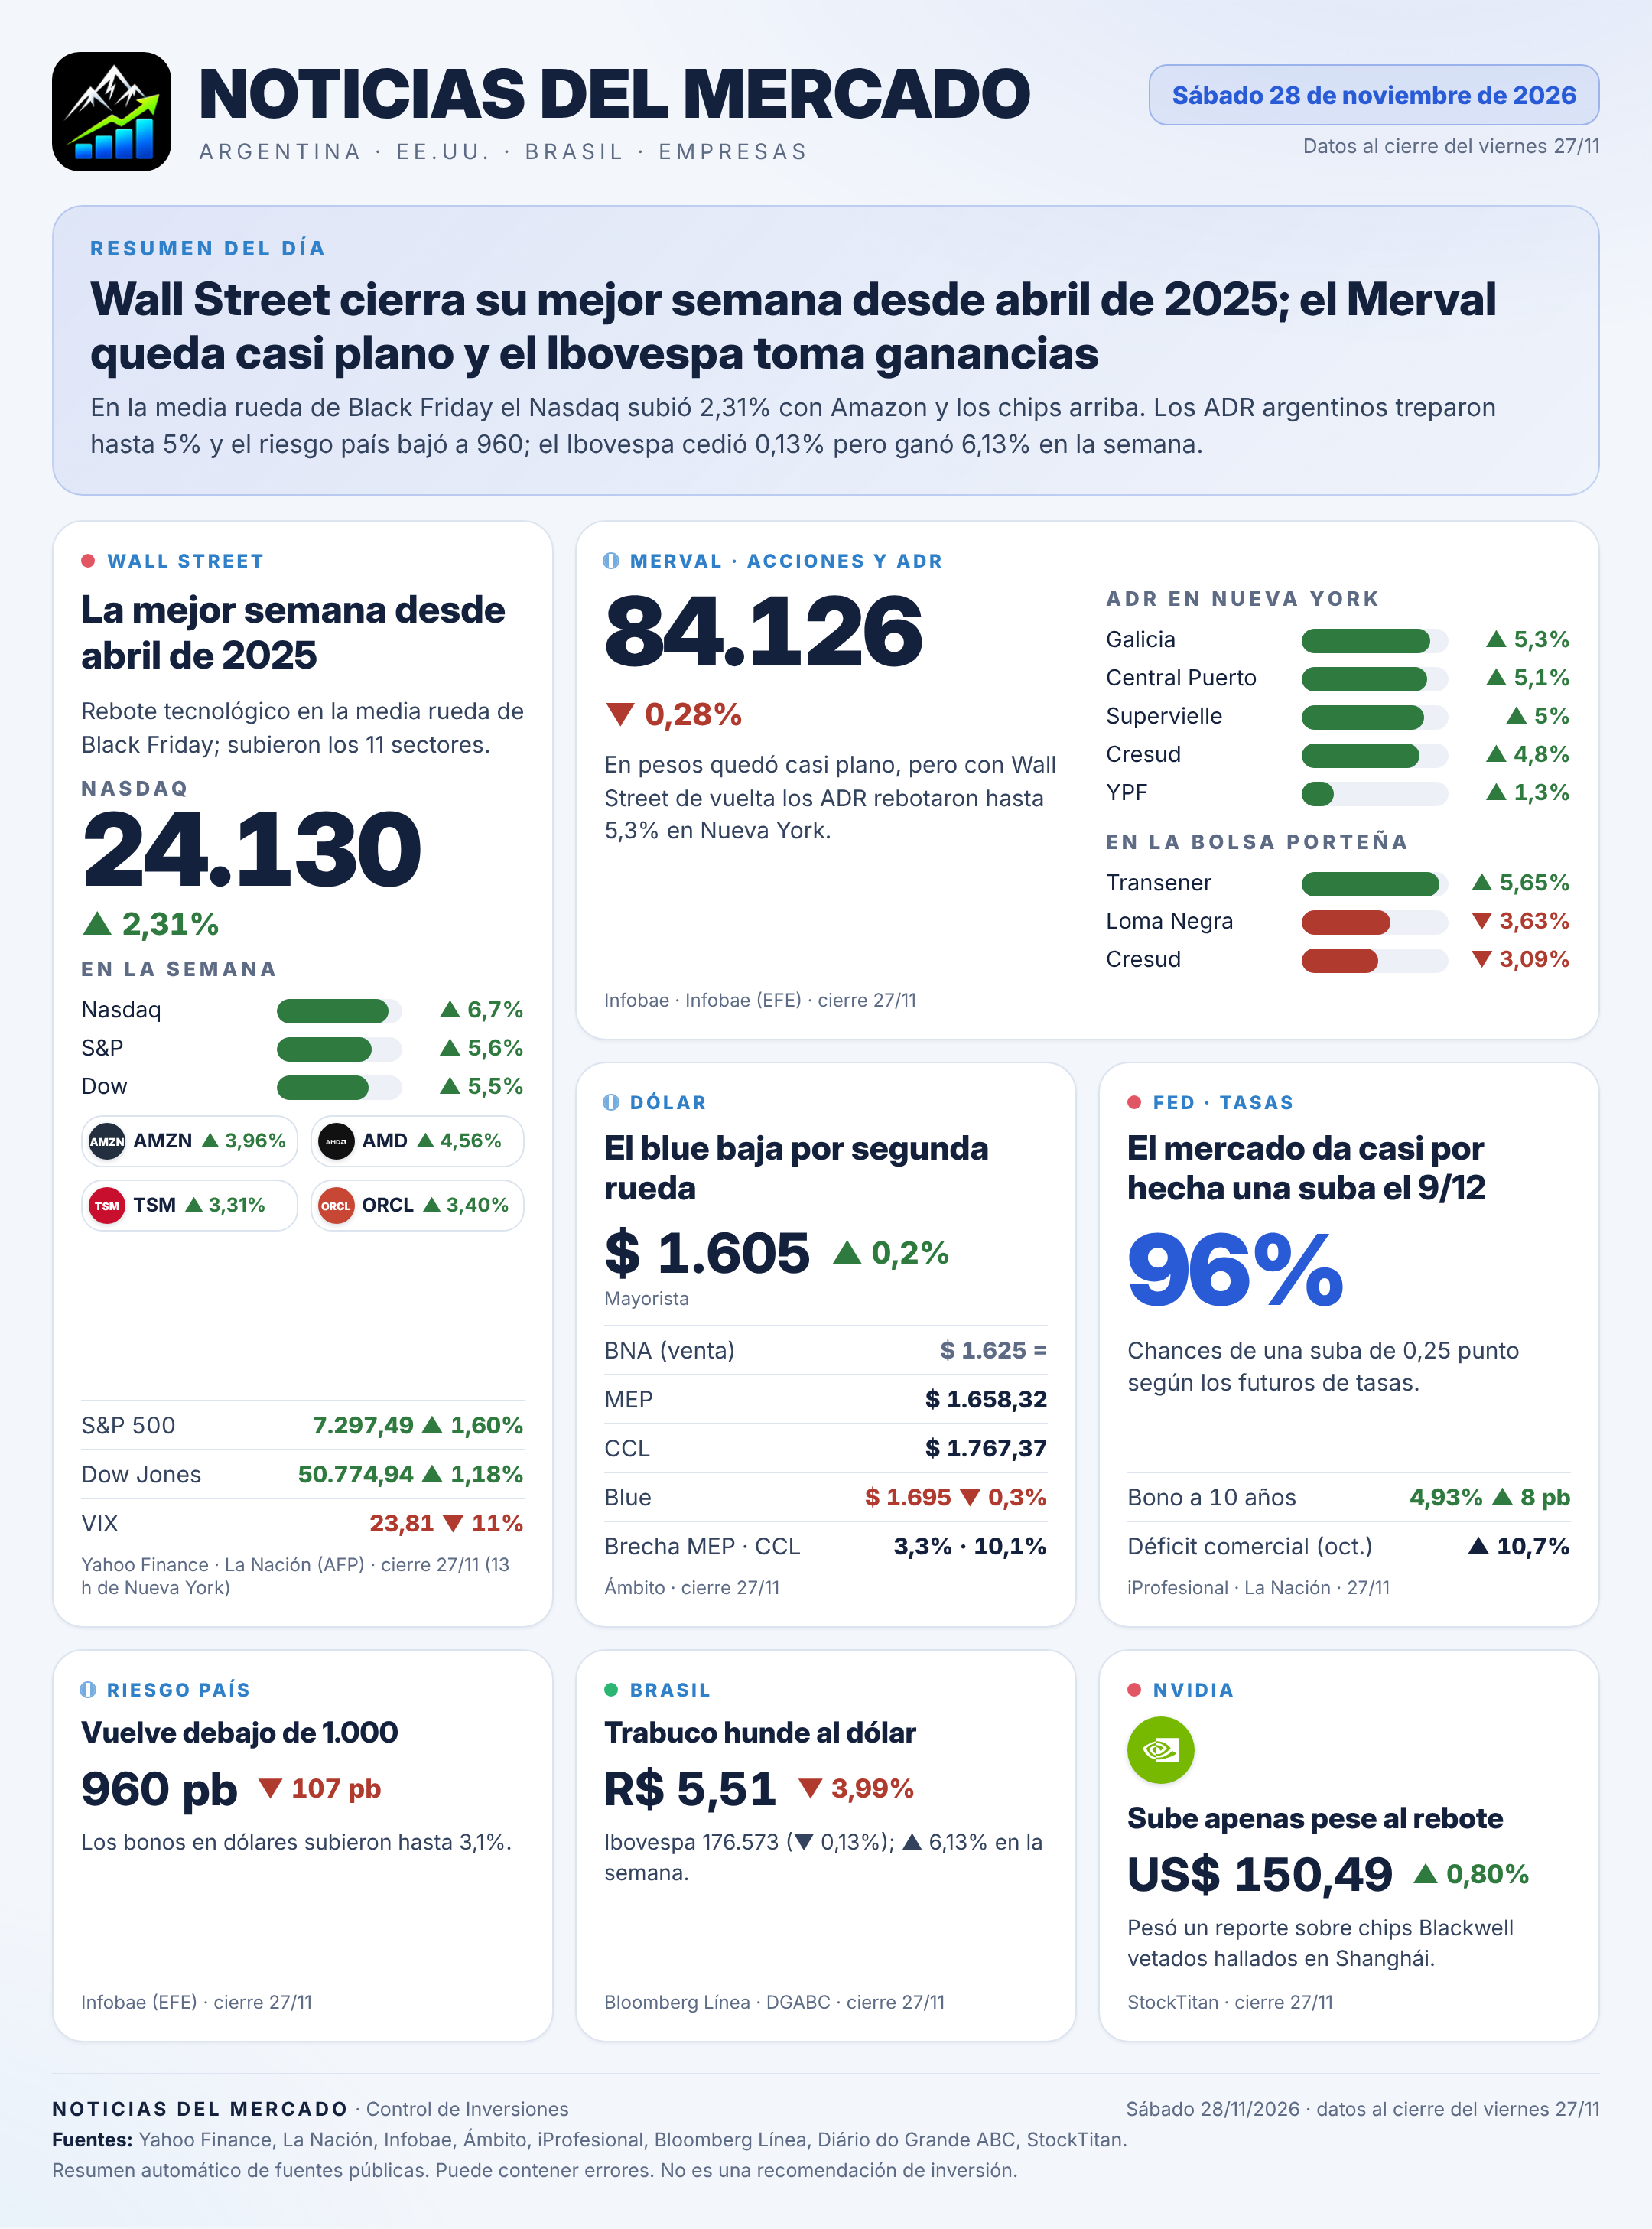 NOTICIAS DEL MERCADO
ARGENTINA · EE.UU. · BRASIL · EMPRESAS
Sábado 28 de noviembre de 2026
Datos al cierre del viernes 27/11
RESUMEN DEL DÍA
Wall Street cierra su mejor semana desde abril de 2025; el Merval
queda casi plano y el Ibovespa toma ganancias
En la media rueda de Black Friday el Nasdaq subió 2,31% con Amazon y los chips arriba. Los ADR argentinos treparon
hasta 5% y el riesgo país bajó a 960; el Ibovespa cedió 0,13% pero ganó 6,13% en la semana.
WALL STREET
La mejor semana desde
abril de 2025
Rebote tecnológico en la media rueda de
Black Friday; subieron los 11 sectores.
NASDAQ
24.130
▲ 2,31%
EN LA SEMANA
Nasdaq ▲ 6,7%
S&P ▲ 5,6%
Dow ▲ 5,5%
AMZN AMZN ▲ 3,96% AMD AMD ▲ 4,56%
TSM TSM ▲ 3,31% ORCL ORCL ▲ 3,40%
S&P 500 7.297,49 ▲ 1,60%
Dow Jones 50.774,94 ▲ 1,18%
VIX 23,81 ▼ 11%
Yahoo Finance · La Nación (AFP) · cierre 27/11 (13
h de Nueva York)
MERVAL · ACCIONES Y ADR
84.126
▼ 0,28%
En pesos quedó casi plano, pero con Wall
Street de vuelta los ADR rebotaron hasta
5,3% en Nueva York.
Infobae · Infobae (EFE) · cierre 27/11
ADR EN NUEVA YORK
Galicia ▲ 5,3%
Central Puerto ▲ 5,1%
Supervielle ▲ 5%
Cresud ▲ 4,8%
YPF ▲ 1,3%
EN LA BOLSA PORTEÑA
Transener ▲ 5,65%
Loma Negra ▼ 3,63%
Cresud ▼ 3,09%
DÓLAR
El blue baja por segunda
rueda
$ 1.605 ▲ 0,2%
Mayorista
BNA (venta) $ 1.625 =
MEP $ 1.658,32
CCL $ 1.767,37
Blue $ 1.695 ▼ 0,3%
Brecha MEP · CCL 3,3% · 10,1%
Ámbito · cierre 27/11
FED · TASAS
El mercado da casi por
hecha una suba el 9/12
96%
Chances de una suba de 0,25 punto
según los futuros de tasas.
Bono a 10 años 4,93% ▲ 8 pb
Déficit comercial (oct.) ▲ 10,7%
iProfesional · La Nación · 27/11
RIESGO PAÍS
Vuelve debajo de 1.000
960 pb ▼ 107 pb
Los bonos en dólares subieron hasta 3,1%.
Infobae (EFE) · cierre 27/11
BRASIL
Trabuco hunde al dólar
R$ 5,51 ▼ 3,99%
Ibovespa 176.573 (▼ 0,13%); ▲ 6,13% en la
semana.
Bloomberg Línea · DGABC · cierre 27/11
NVIDIA
Sube apenas pese al rebote
US$ 150,49 ▲ 0,80%
Pesó un reporte sobre chips Blackwell
vetados hallados en Shanghái.
StockTitan · cierre 27/11
NOTICIAS DEL MERCADO · Control de Inversiones
Sábado 28/11/2026 · datos al cierre del viernes 27/11
Fuentes: Yahoo Finance, La Nación, Infobae, Ámbito, iProfesional, Bloomberg Línea, Diário do Grande ABC, StockTitan.
Resumen automático de fuentes públicas. Puede contener errores. No es una recomendación de inversión.